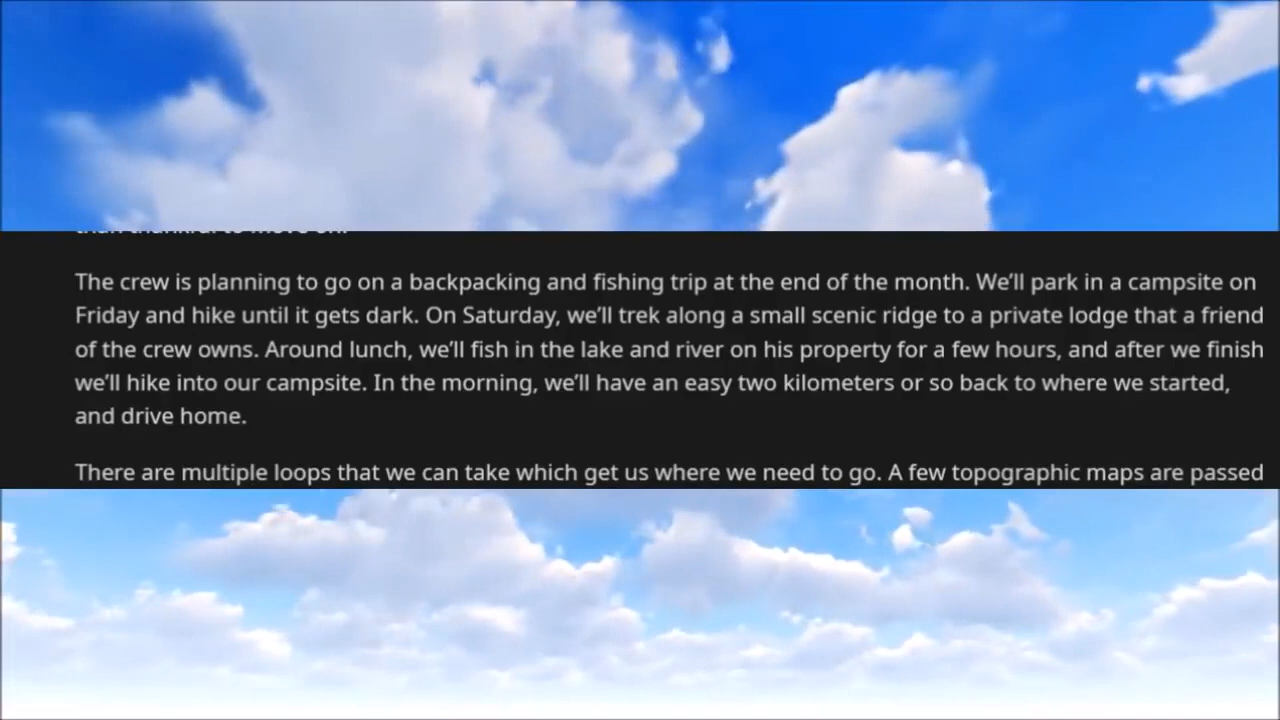 The crew is planning to go on a backpacking and fishing trip at the end of the month. We’ll park in a campsite on
Friday and hike until it gets dark. On Saturday, we’ll trek along a small scenic ridge to a private lodge that a friend
of the crew owns. Around lunch, we’ll fish in the lake and river on his property for a few hours, and after we finish
we’ll hike into our campsite. In the morning, we’ll have an easy two kilometers or so back to where we started,
and drive home.
There are multiple loops that we can take which get us where we need to go. A few topographic maps are passed